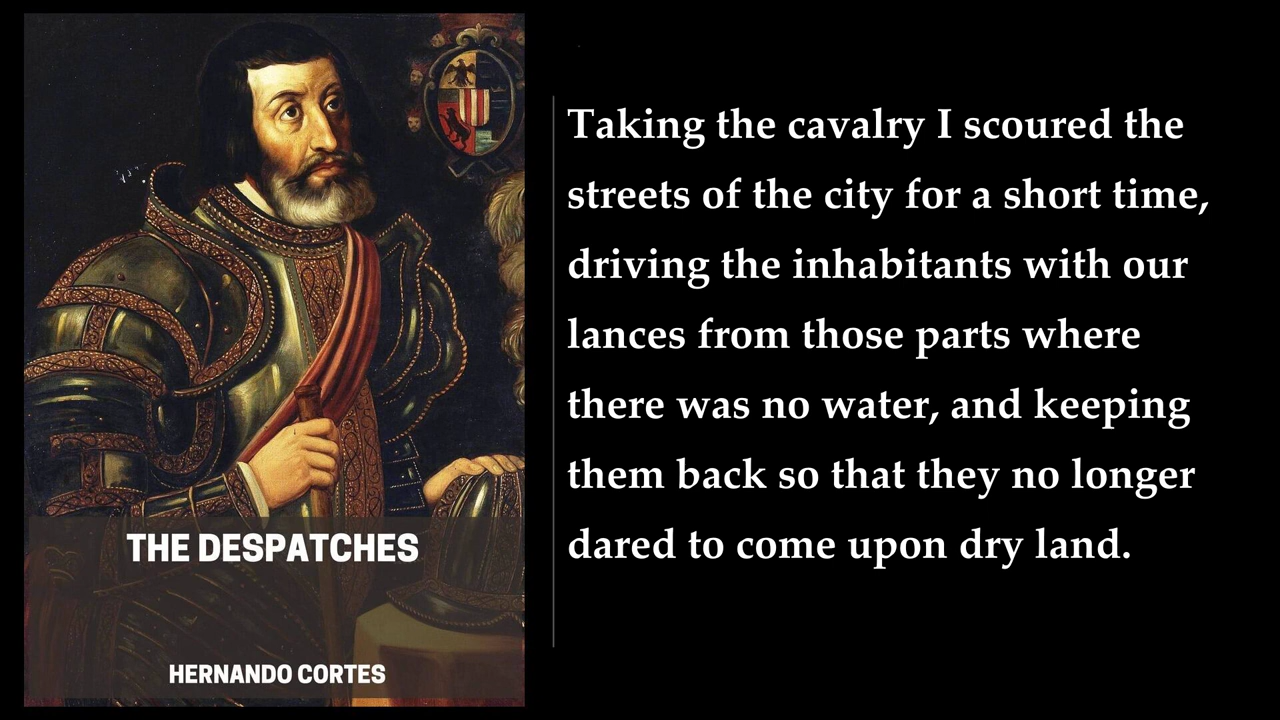 THE DESPATCHES
HERNANDO CORTES
Taking the cavalry I scoured the
streets of the city for a short time,
driving the inhabitants with our
lances from those parts where
there was no water, and keeping
them back so that they no longer
dared to come upon dry land.